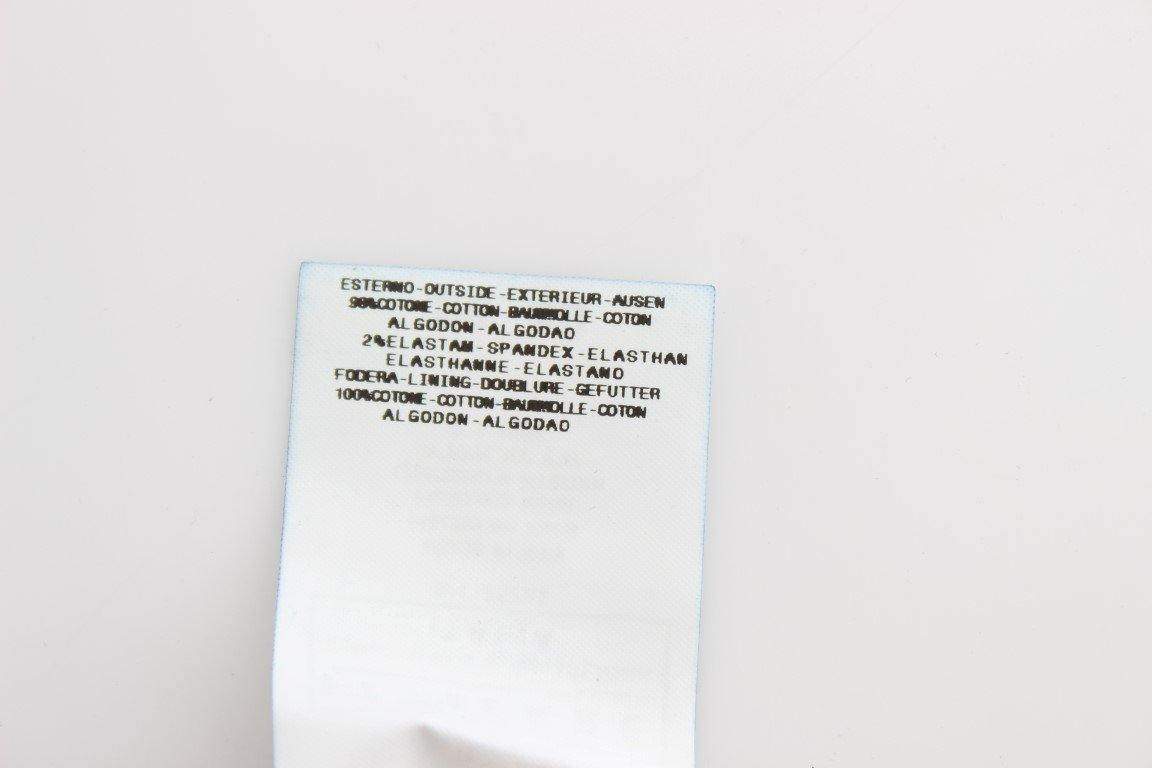 ESTERNO-OUTSIDE-EXTERIEUR-AUSEN
98%COTONE-COTTON-BAUMWOLLE-COTON
ALGODON-ALGODAO
2%ELASTAM-SPANDEX-ELASTHAN
ELASTHANNE-ELASTANO
FODERA-LINING-DOUBLURE-GEFUTTER
100%COTONE-COTTON-BAUMWOLLE-COTON
ALGODON-ALGODAO